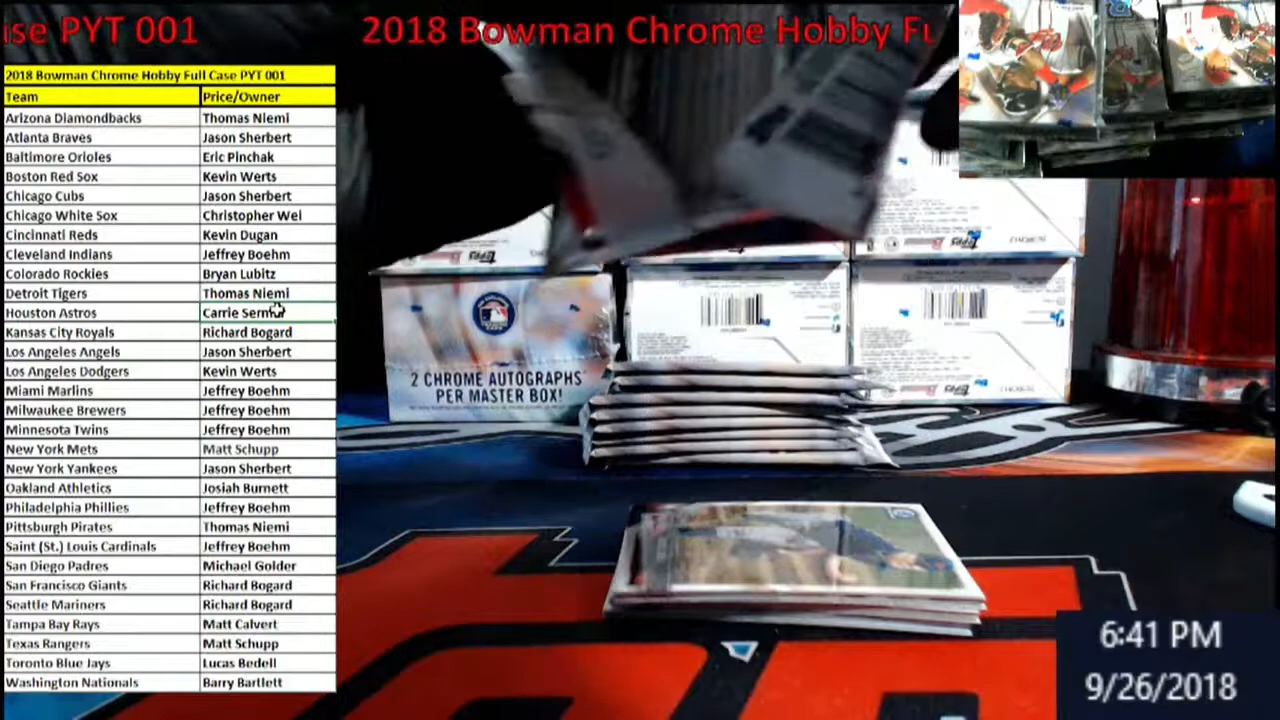 ase PYT 001
2018 Bowman Chrome Hobby Fu
2018 Bowman Chrome Hobby Full Case PYT 001
Team Price/Owner
Arizona Diamondbacks Thomas Niemi
Atlanta Braves Jason Sherbert
Baltimore Orioles Eric Pinchak
Boston Red Sox Kevin Werts
Chicago Cubs Jason Sherbert
Chicago White Sox Christopher Wel
Cincinnati Reds Kevin Dugan
Cleveland Indians Jeffrey Boehm
Colorado Rockies Bryan Lubitz
Detroit Tigers Thomas Niemi
Houston Astros Carrie
Kansas City Royals Richard Bogard
Los Angeles Angels Jason Sherbert
Los Angeles Dodgers Kevin Werts
Miami Marlins Jeffrey Boehm
Milwaukee Brewers Jeffrey Boehm
Minnesota Twins Jeffrey Boehm
New York Mets Matt Schupp
New York Yankees Jason Sherbert
Oakland Athletics Josiah Burnett
Philadelphia Phillies Jeffrey Boehm
Pittsburgh Pirates Thomas Niemi
Saint (St.) Louis Cardinals Jeffrey Boehm
San Diego Padres Michael Golder
San Francisco Giants Richard Bogard
Seattle Mariners Richard Bogard
Tampa Bay Rays Matt Calvert
Texas Rangers Matt Schupp
Toronto Blue Jays Lucas Bedell
Washington Nationals Barry Bartlett
2 CHROME AUTOGRAPHS
PER MASTER BOX!
Topps
Topps
Topps
6:41 PM
9/26/2018